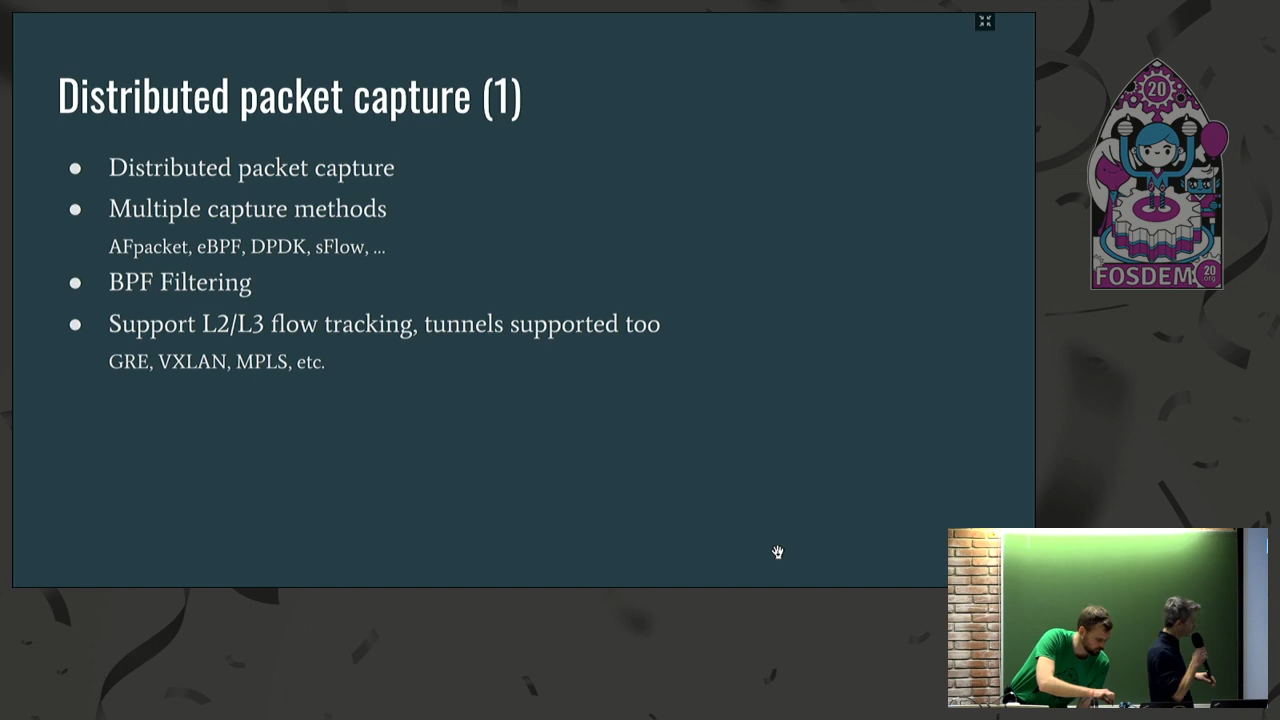 Distributed packet capture (1)
● Distributed packet capture
● Multiple capture methods
AFpacket, eBPF, DPDK, sFlow, ...
● BPF Filtering
● Support L2/L3 flow tracking, tunnels supported too
GRE, VXLAN, MPLS, etc.
20
FOSDEM
20
.org